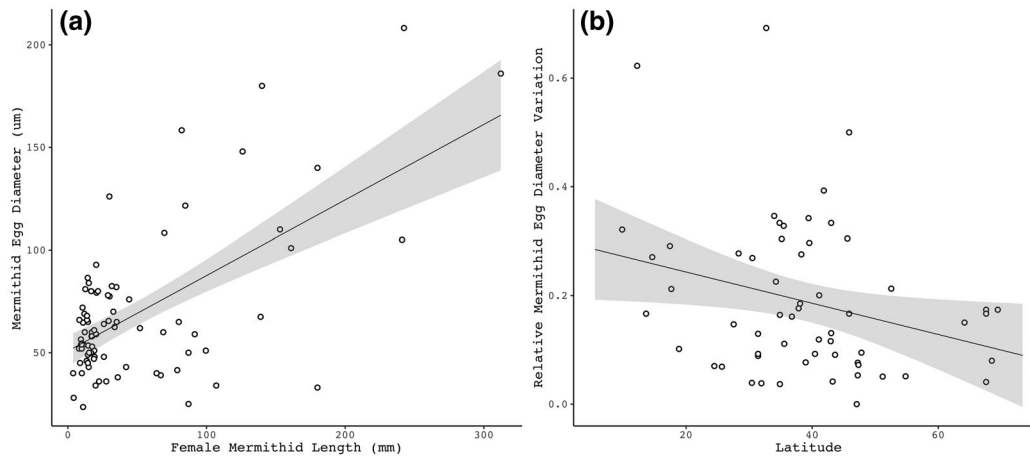 (a)
Mermithid Egg Diameter (um)
200
150
100
50
0
100
200
300
Female Mermithid Length (mm)
(b)
Relative Mermithid Egg Diameter Variation
0.6
0.4
0.2
0.0
20
40
60
Latitude